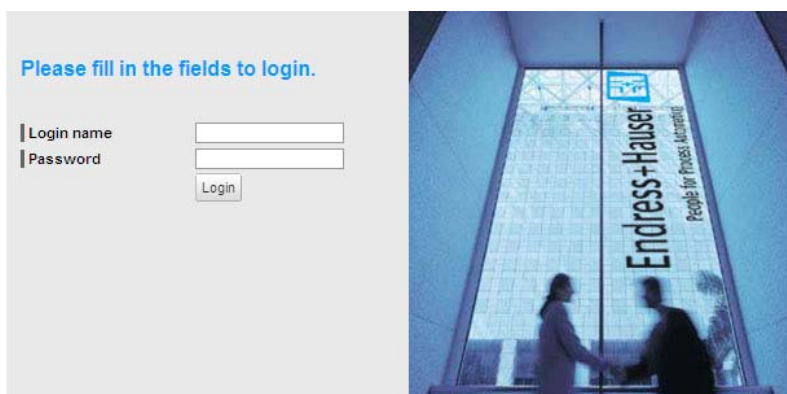 Please fill in the fields to login.
Login name
Password
Login
Endress+Hauser
People for Process Automation